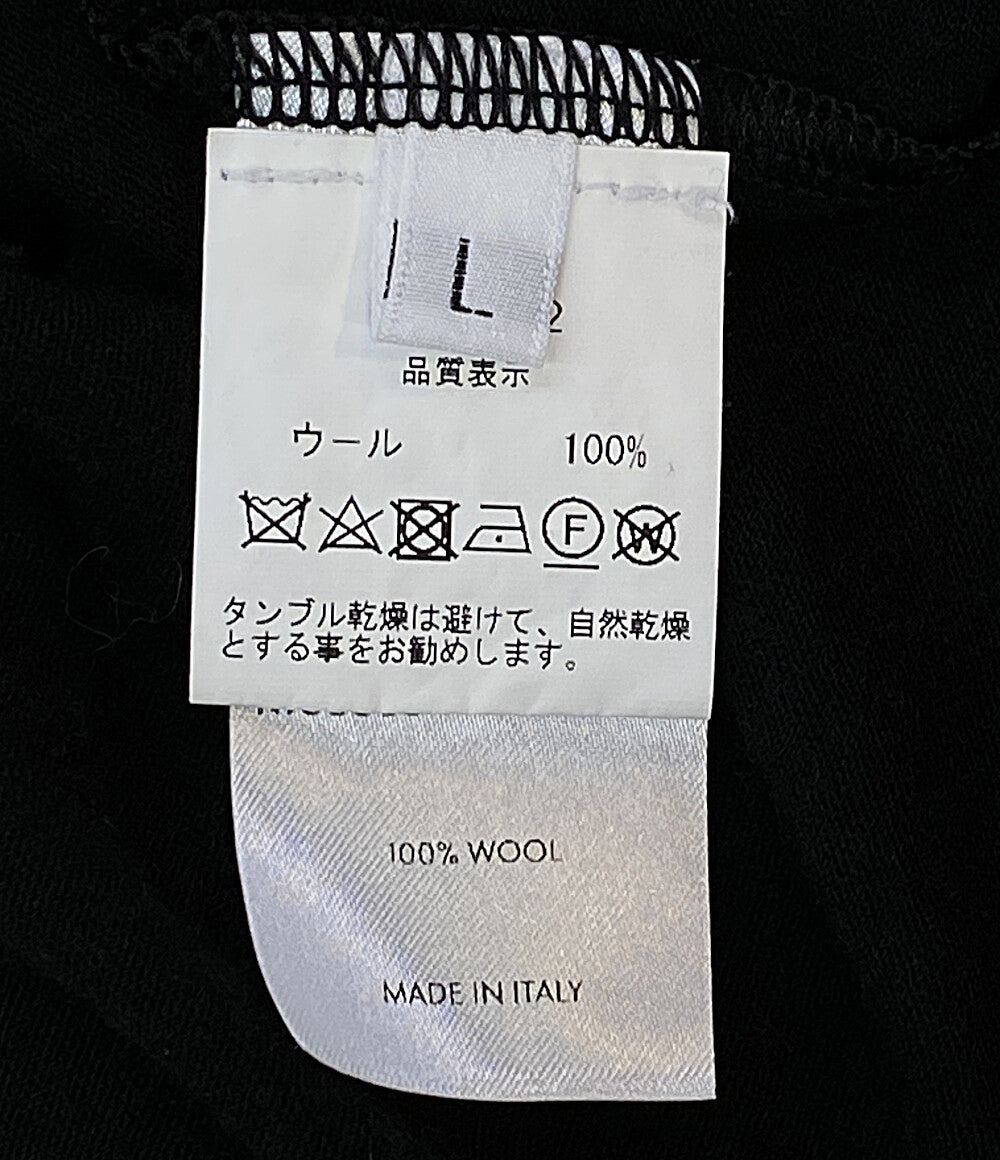 L
2
品質表示
ウール 100%
F W
タンブル乾燥は避けて、自然乾燥
とする事をお勧めします。
100% WOOL
MADE IN ITALY